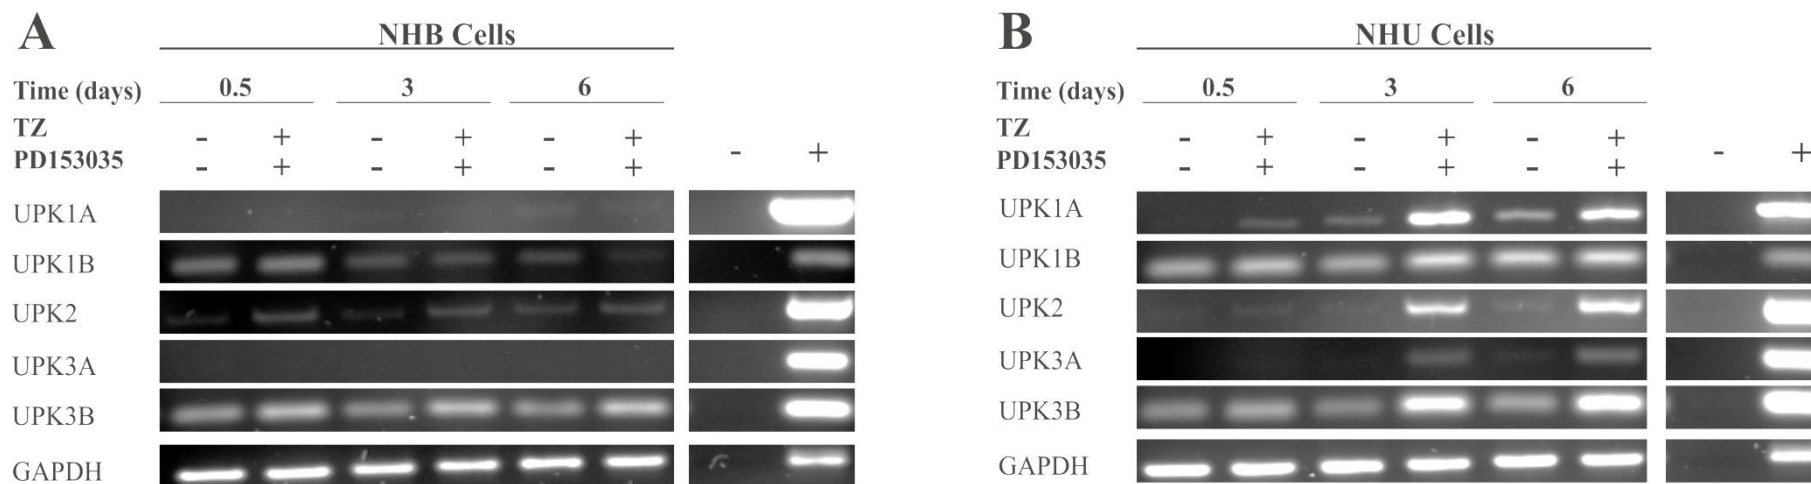 A
NHB Cells
Time (days) 0.5 3 6
TZ - + - + - +
PD153035 - + - + - +
- +
UPK1A
UPK1B
UPK2
UPK3A
UPK3B
GAPDH
B
NHU Cells
Time (days) 0.5 3 6
TZ - + - + - +
PD153035 - + - + - +
- +
UPK1A
UPK1B
UPK2
UPK3A
UPK3B
GAPDH